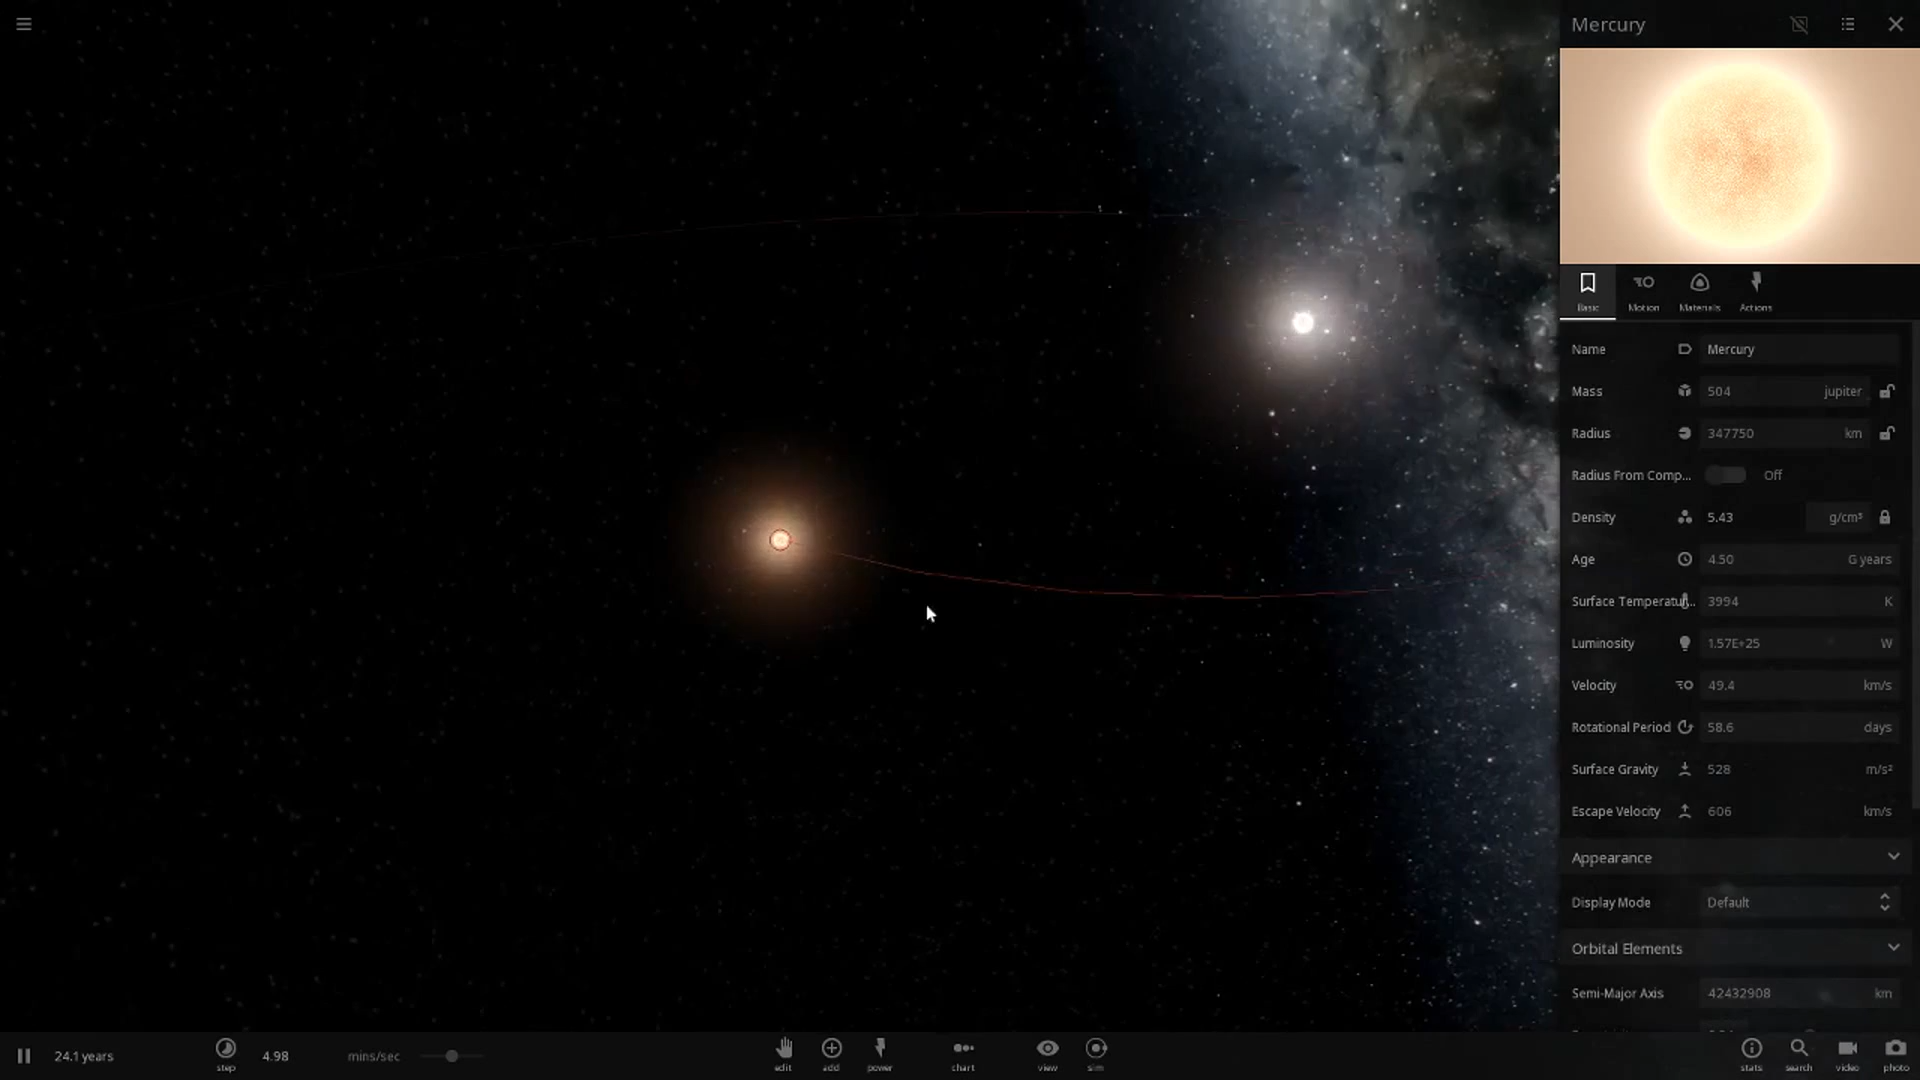 Mercury
Basic
Motion
Materials
Actions
Name Mercury
Mass 504 jupiter
Radius 347750 km
Radius From Comp... Off
Density 5.43 g/cm³
Age 4.50 G years
Surface Temperatur... 3994 K
Luminosity 1.57E+25 W
Velocity 49.4 km/s
Rotational Period 58.6 days
Surface Gravity 528 m/s²
Escape Velocity 606 km/s
Appearance
Display Mode Default
Orbital Elements
Semi-Major Axis 42432908 km
24.1 years
step
4.98 mins/sec
edit
add
power
chart
view
sim
stats
search
video
photo